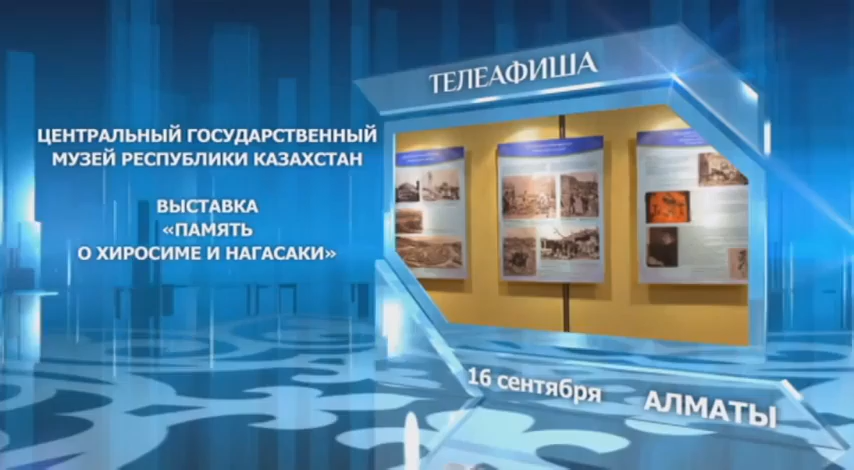 ТЕЛЕАФИША
ЦЕНТРАЛЬНЫЙ ГОСУДАРСТВЕННЫЙ
МУЗЕЙ РЕСПУБЛИКИ КАЗАХСТАН
ВЫСТАВКА
«ПАМЯТЬ
О ХИРОСИМЕ И НАГАСАКИ»
16 сентября АЛМАТЫ